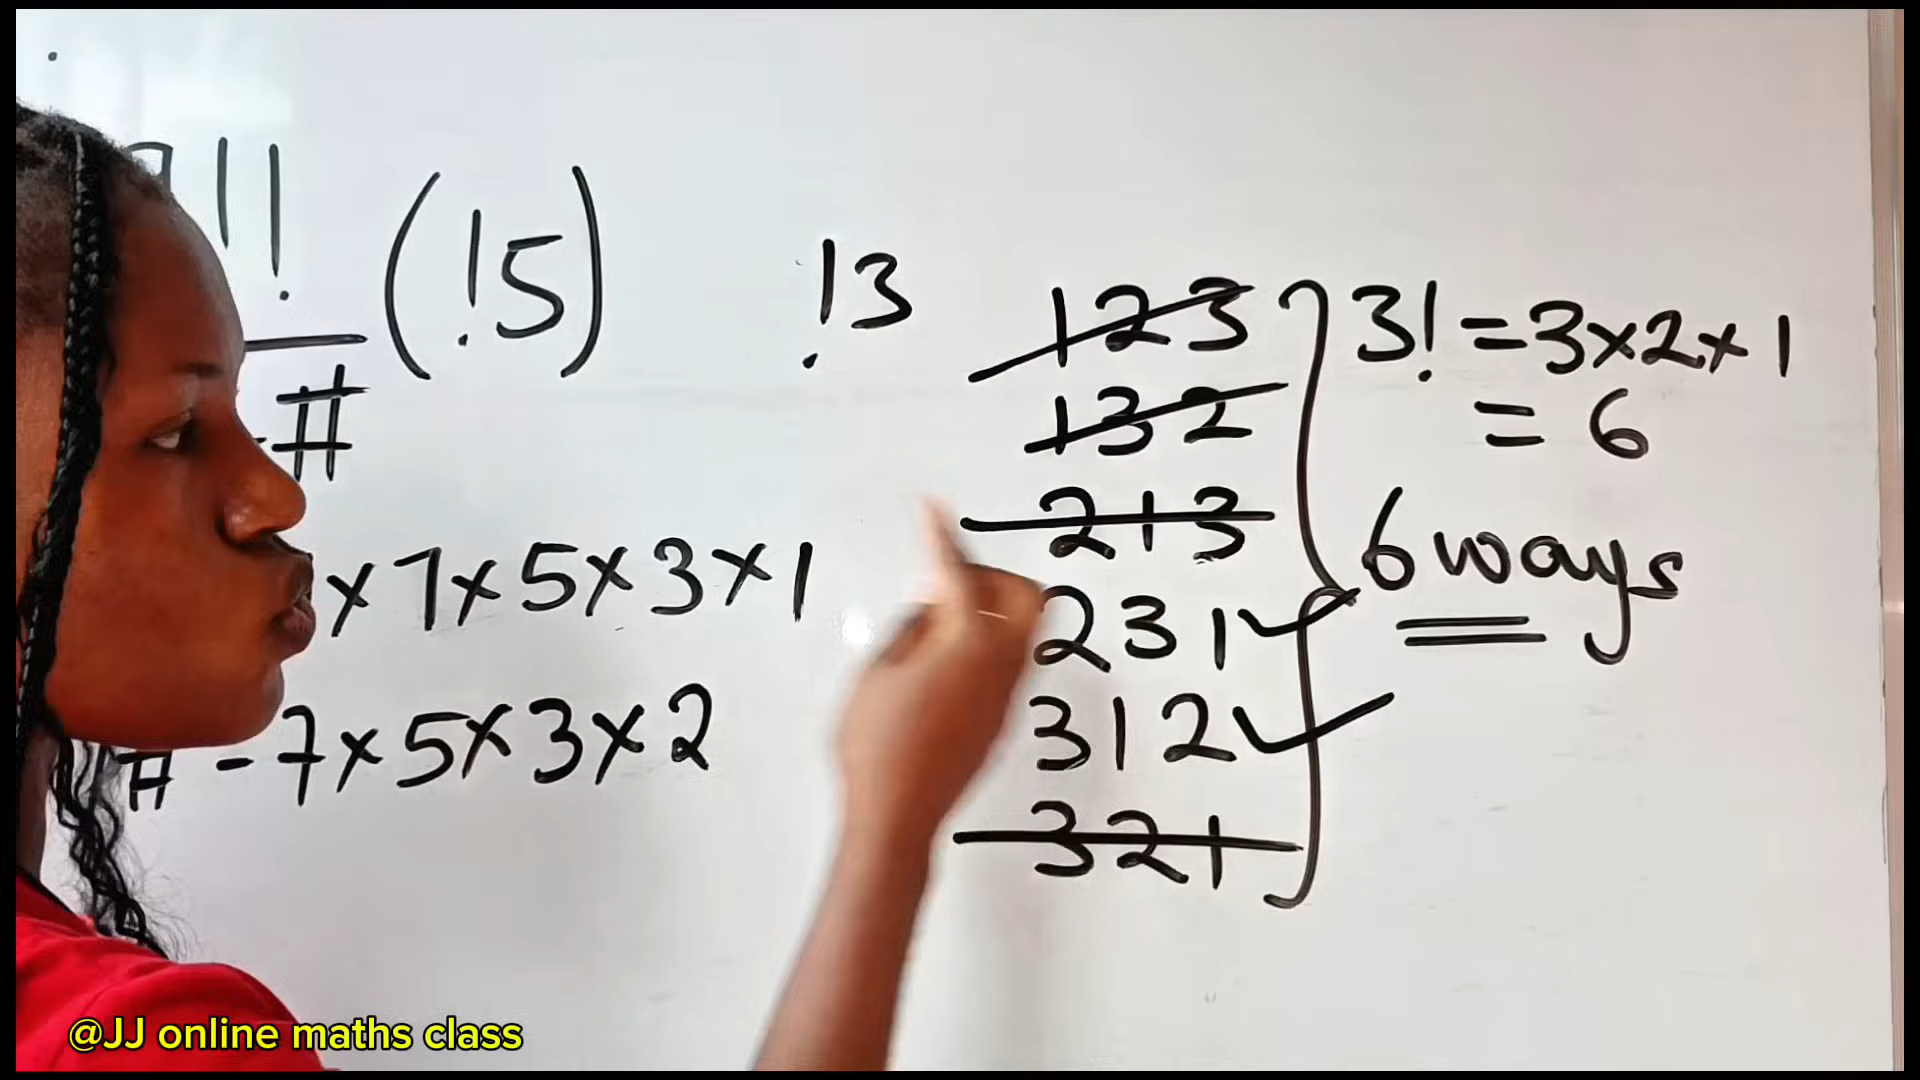 !! (!5)
#
x 7 x 5 x 3 x 1
# - 7 x 5 x 3 x 2
!3
123
132
213
231 ✓
312 ✓
321
3! = 3 x 2 x 1
= 6
6 ways
@JJ online maths class